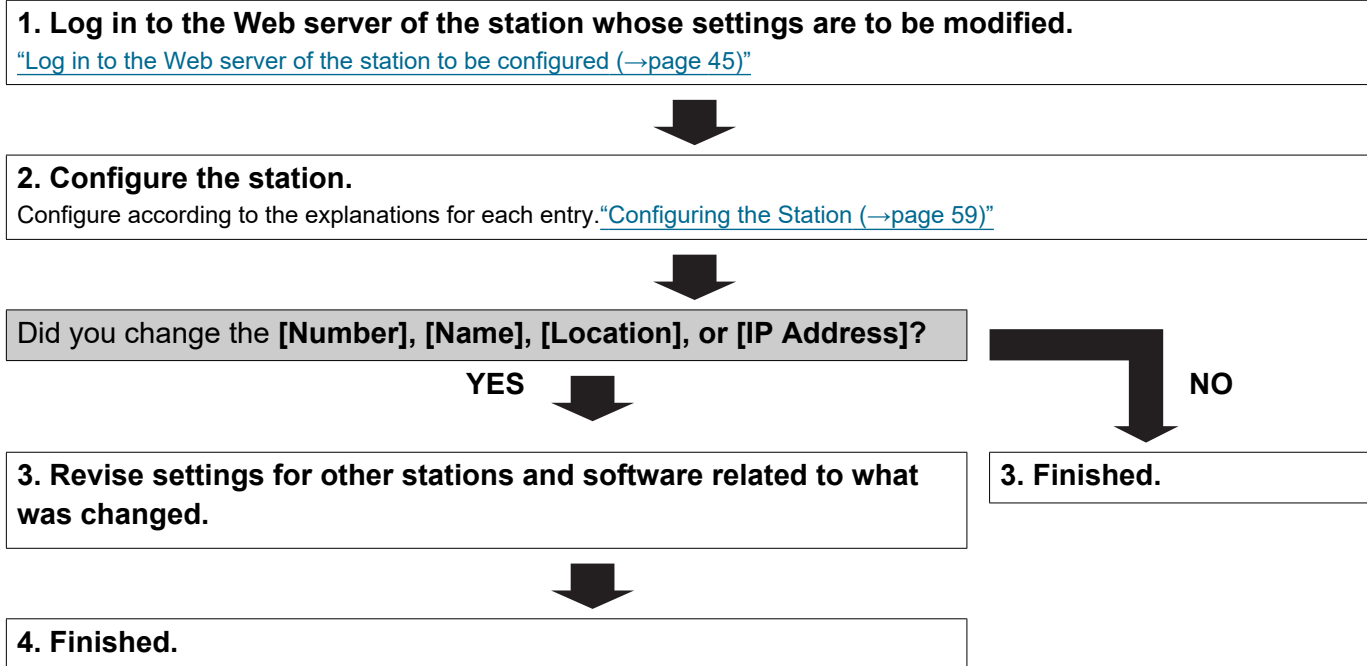 1. Log in to the Web server of the station whose settings are to be modified.
“Log in to the Web server of the station to be configured (→page 45)”
2. Configure the station.
Configure according to the explanations for each entry.“Configuring the Station (→page 59)”
Did you change the [Number], [Name], [Location], or [IP Address]?
YES
NO
3. Revise settings for other stations and software related to what
was changed.
3. Finished.
4. Finished.